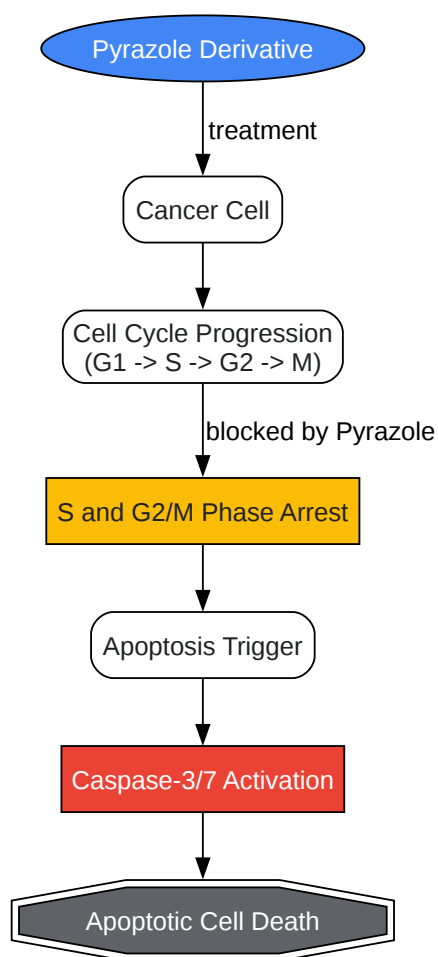 Pyrazole Derivative
treatment
Cancer Cell
Cell Cycle Progression
(G1 -> S -> G2 -> M)
blocked by Pyrazole
S and G2/M Phase Arrest
Apoptosis Trigger
Caspase-3/7 Activation
Apoptotic Cell Death